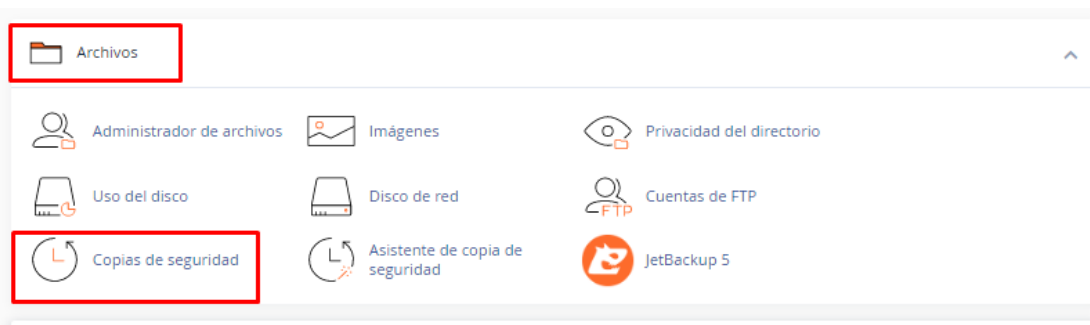 Archivos
Administrador de archivos
Imágenes
Privacidad del directorio
Uso del disco
Disco de red
Cuentas de FTP
FTP
Copias de seguridad
Asistente de copia de
seguridad
JetBackup 5